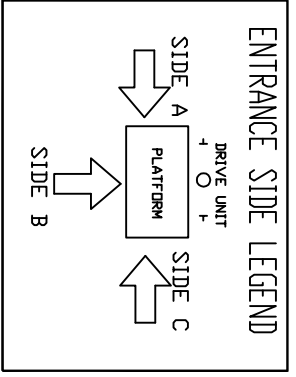 ENTRANCE SIDE LEGEND
DRIVE UNIT
SIDE A
PLATFORM
SIDE C
SIDE B